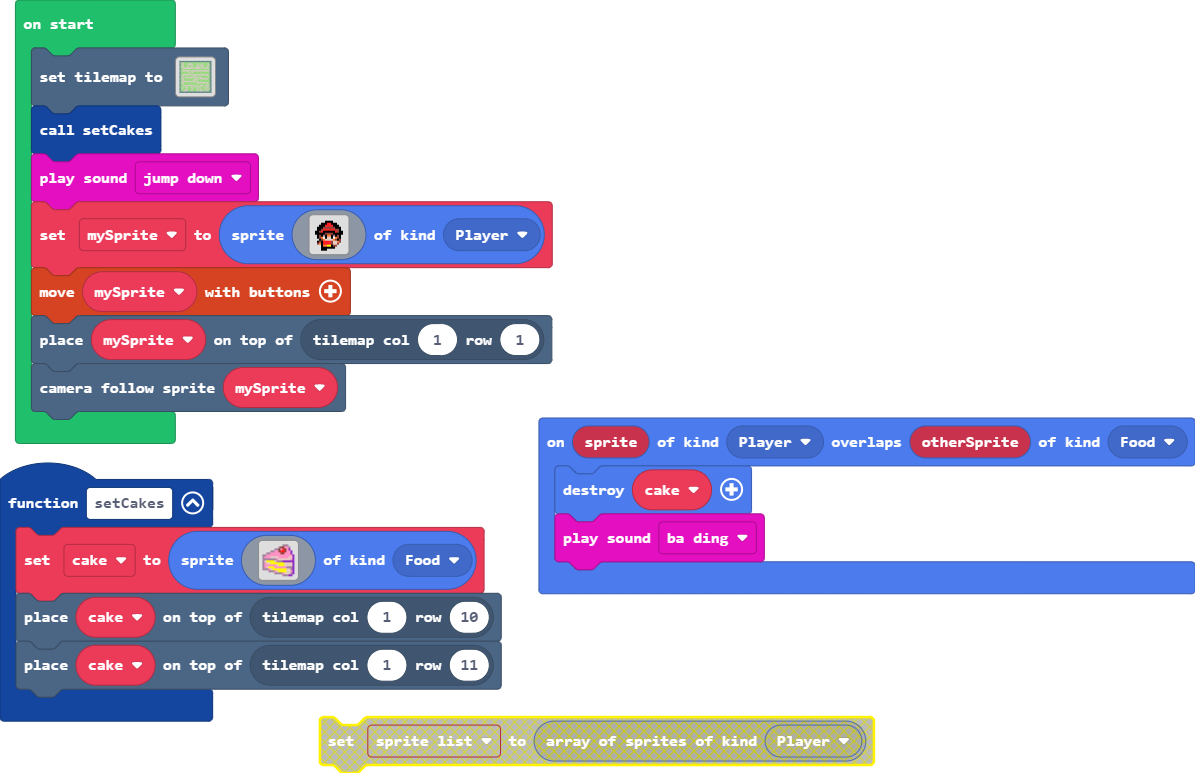 on start
set tilemap to
call setCakes
play sound jump down
set mySprite to sprite of kind Player
move mySprite with buttons
place mySprite on top of tilemap col 1 row 1
camera follow sprite mySprite
on sprite of kind Player overlaps otherSprite of kind Food
destroy cake
play sound ba ding
function setCakes
set cake to sprite of kind Food
place cake on top of tilemap col 1 row 10
place cake on top of tilemap col 1 row 11
set sprite list to array of sprites of kind Player